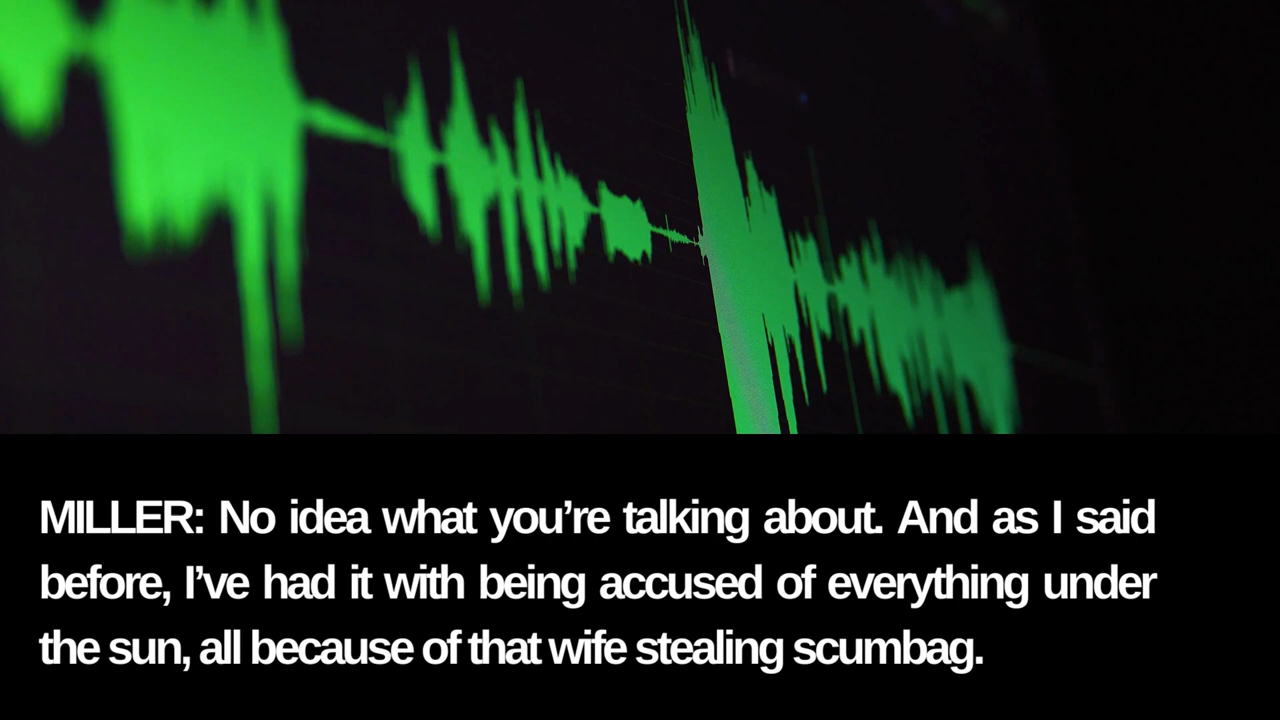 MILLER: No idea what you’re talking about. And as I said
before, I’ve had it with being accused of everything under
the sun, all because of that wife stealing scumbag.